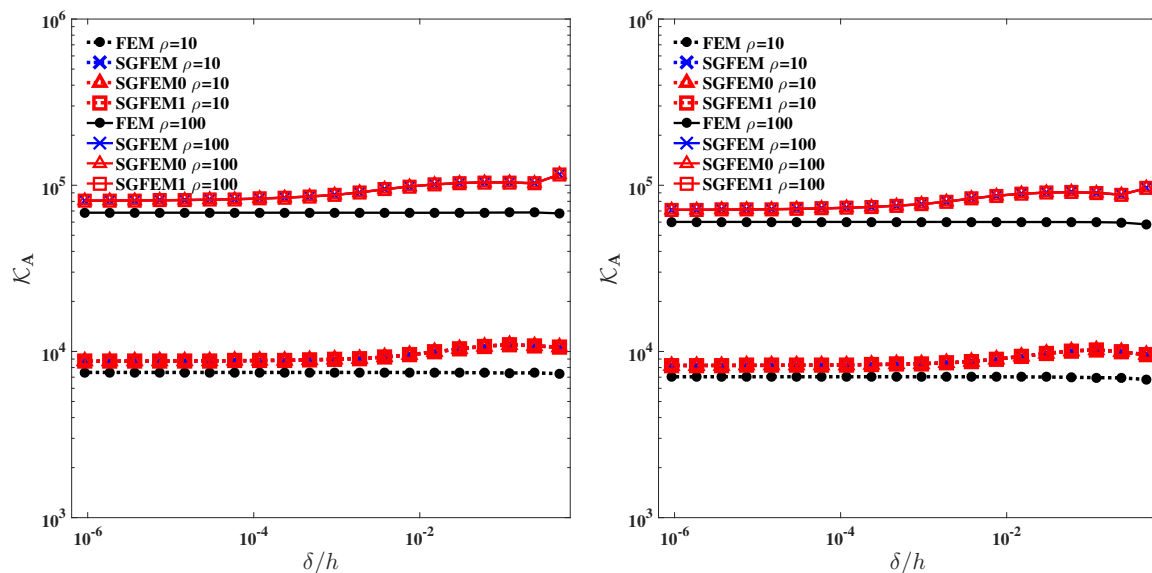 10^6
FEM ρ=10
SGFEM ρ=10
SGFEM0 ρ=10
SGFEM1 ρ=10
FEM ρ=100
SGFEM ρ=100
SGFEM0 ρ=100
SGFEM1 ρ=100
10^5
𝒦_A
10^4
10^3
10^-6 10^-4 10^-2
δ/h
10^6
FEM ρ=10
SGFEM ρ=10
SGFEM0 ρ=10
SGFEM1 ρ=10
FEM ρ=100
SGFEM ρ=100
SGFEM0 ρ=100
SGFEM1 ρ=100
10^5
𝒦_A
10^4
10^3
10^-6 10^-4 10^-2
δ/h